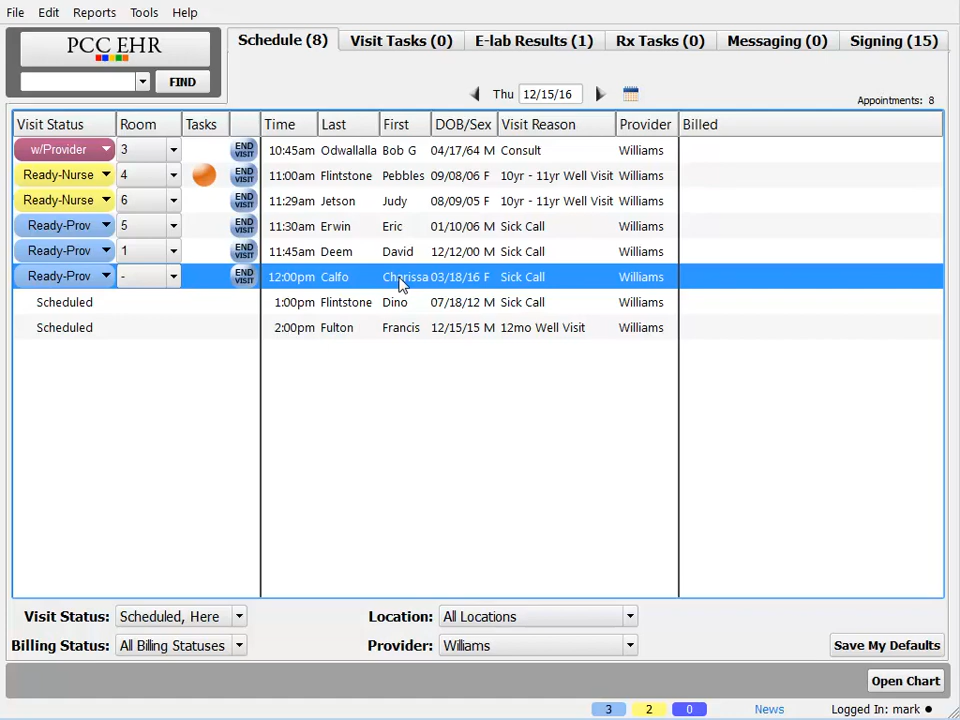 File Edit Reports Tools Help
PCC EHR
FIND
Schedule (8) Visit Tasks (0) E-lab Results (1) Rx Tasks (0) Messaging (0) Signing (15)
Thu 12/15/16
Appointments: 8
Visit Status Room Tasks Time Last First DOB/Sex Visit Reason Provider Billed
w/Provider 3 END VISIT 10:45am Odwallalla Bob G 04/17/64 M Consult Williams
Ready-Nurse 4 END VISIT 11:00am Flintstone Pebbles 09/08/06 F 10yr - 11yr Well Visit Williams
Ready-Nurse 6 END VISIT 11:29am Jetson Judy 08/09/05 F 10yr - 11yr Well Visit Williams
Ready-Prov 5 END VISIT 11:30am Erwin Eric 01/10/06 M Sick Call Williams
Ready-Prov 1 END VISIT 11:45am Deem David 12/12/00 M Sick Call Williams
Ready-Prov - END VISIT 12:00pm Calfo Charissa 03/18/16 F Sick Call Williams
Scheduled 1:00pm Flintstone Dino 07/18/12 M Sick Call Williams
Scheduled 2:00pm Fulton Francis 12/15/15 M 12mo Well Visit Williams
Visit Status: Scheduled, Here Location: All Locations
Billing Status: All Billing Statuses Provider: Williams Save My Defaults
Open Chart
3 2 0 News Logged In: mark